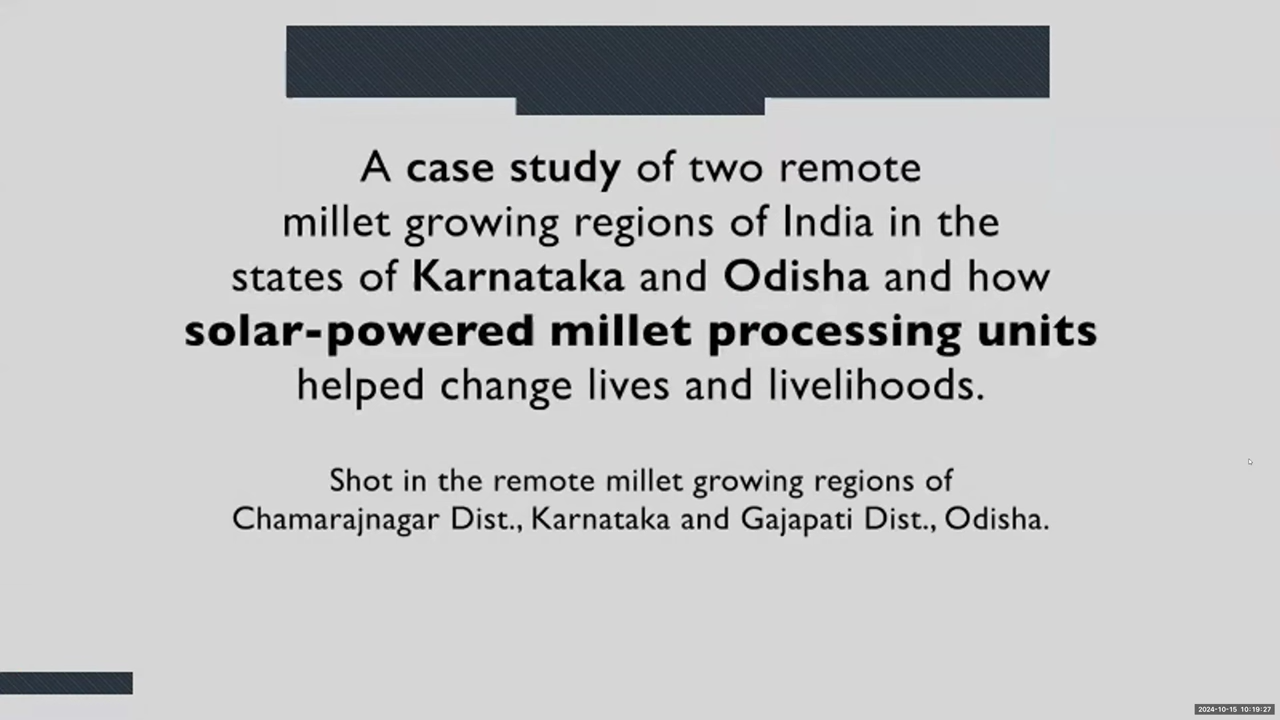 A case study of two remote
millet growing regions of India in the
states of Karnataka and Odisha and how
solar-powered millet processing units
helped change lives and livelihoods.
Shot in the remote millet growing regions of
Chamarajnagar Dist., Karnataka and Gajapati Dist., Odisha.
2024-10-15 10:19:27